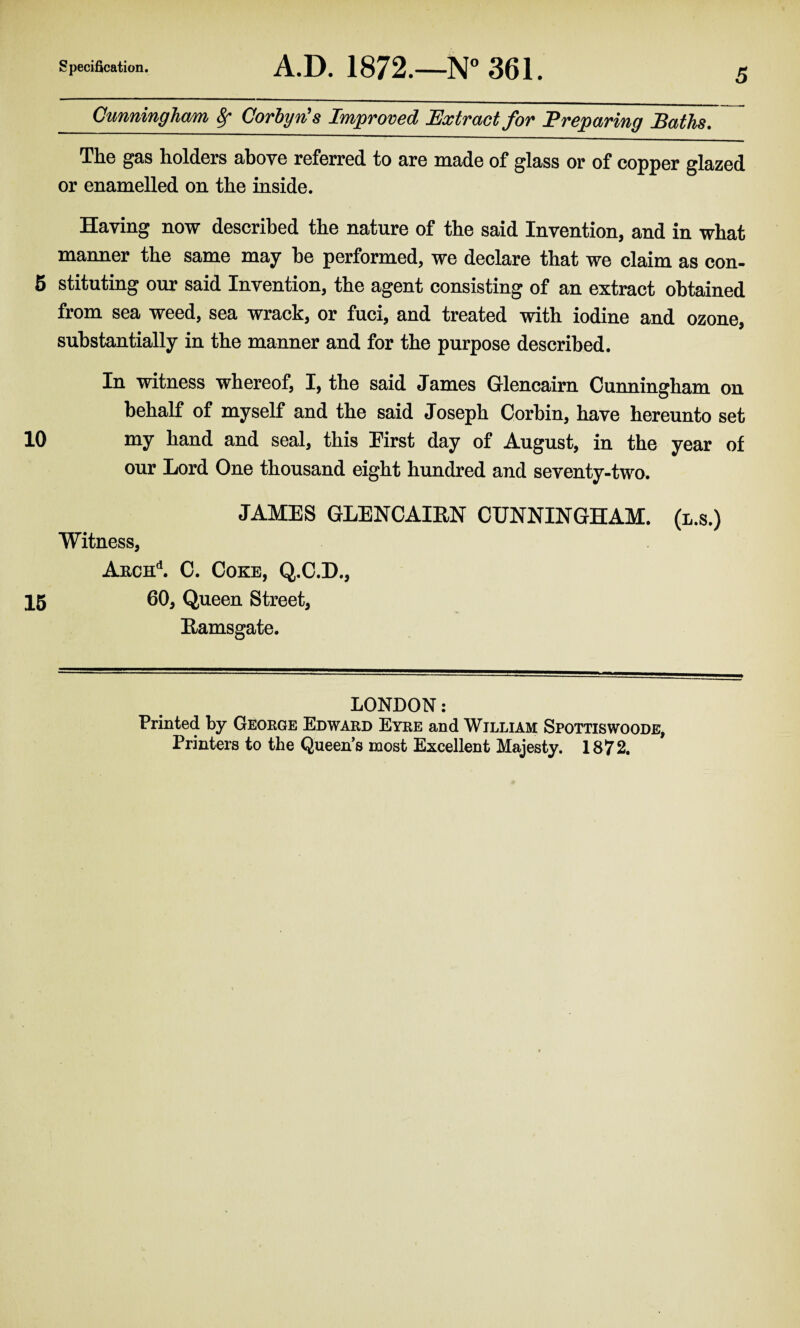 Specification. A.D. 1872.—N° 361. 5
Cunningham & Corbyn's Improved Extract for Preparing Baths.
The gas holders above referred to are made of glass or of copper glazed
or enamelled on the inside.
Having now described the nature of the said Invention, and in what
manner the same may be performed, we declare that we claim as con-
5 stituting our said Invention, the agent consisting of an extract obtained
from sea weed, sea wrack, or fuci, and treated with iodine and ozone,
substantially in the manner and for the purpose described.
In witness whereof, I, the said James Glencairn Cunningham on
behalf of myself and the said Joseph Corbin, have hereunto set
10 my hand and seal, this First day of August, in the year of
our Lord One thousand eight hundred and seventy-two.
JAMES GLENCAIRN CUNNINGHAM. (L.S.)
Witness,
ARCHᵈ. C. COKE, Q.C.D.,
15 60, Queen Street,
Ramsgate.
LONDON:
Printed by GEORGE EDWARD EYRE and WILLIAM SPOTTISWOODE,
Printers to the Queen's most Excellent Majesty. 1872.